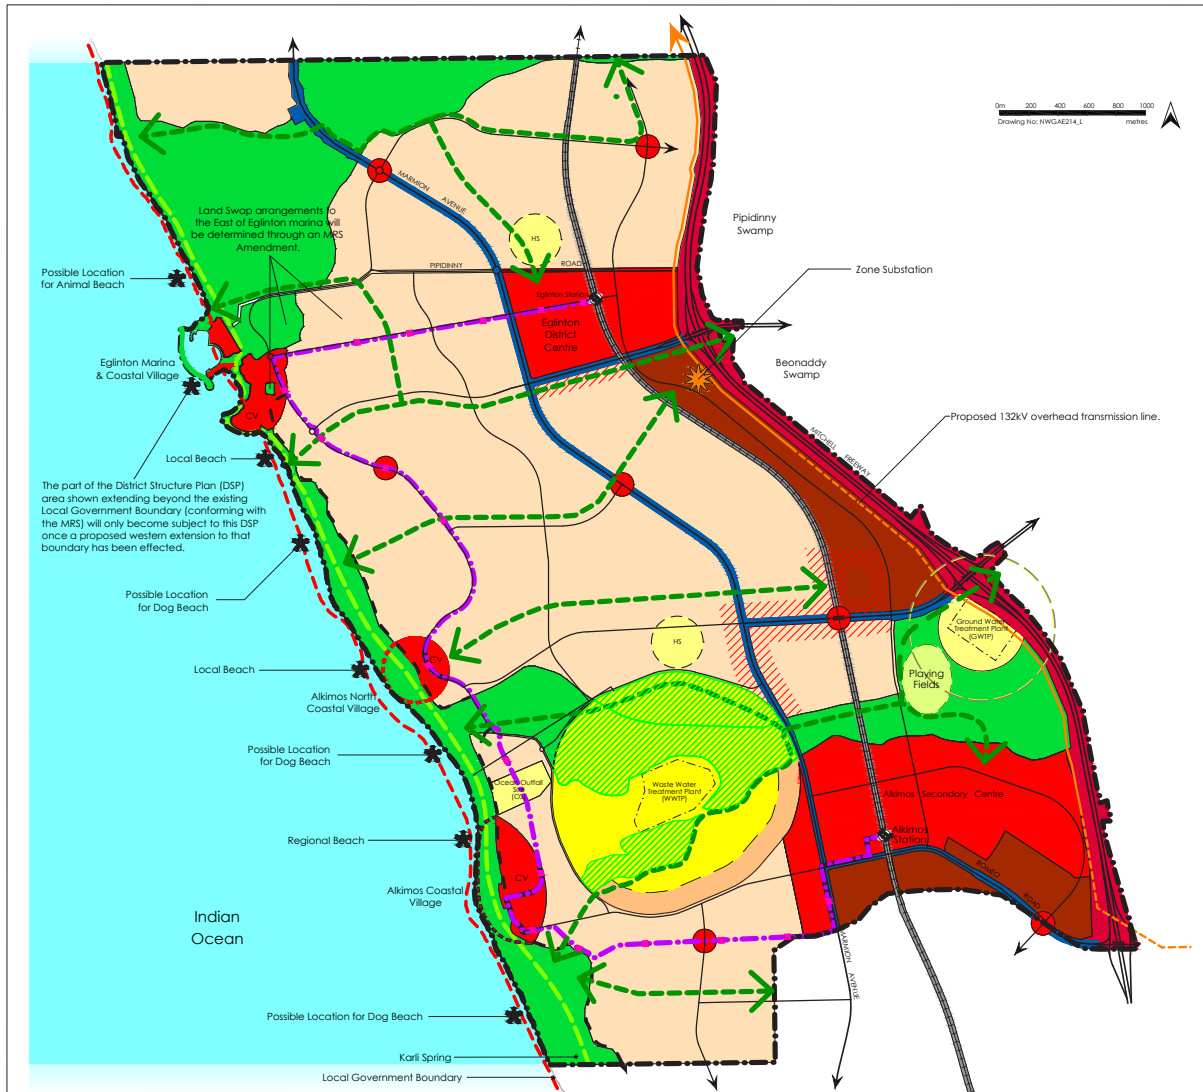 0m 200 400 600 800 1000
Drawing No: NWGAE214_L metres
MARMION
AVENUE
Land Swap arrangements to
the East of Eglinton marina will
be determined through an MRS
Amendment.
Pipidinny
Swamp
HS
PIPIDINNY ROAD
Zone Substation
Possible Location
for Animal Beach
Eglinton Station
Eglinton
District
Centre
Eglinton Marina
& Coastal Village
Beonaddy
Swamp
CV
Proposed 132kV overhead transmission line.
MITCHELL
FREEWAY
Local Beach
The part of the District Structure Plan (DSP)
area shown extending beyond the existing
Local Government Boundary (conforming with
the MRS) will only become subject to this DSP
once a proposed western extension to that
boundary has been effected.
Possible Location
for Dog Beach
Ground Water
Treatment Plant
(GWTP)
HS
Local Beach
CV
Playing
Fields
Alkimos North
Coastal Village
Possible Location
for Dog Beach
Ocean Outfall
Site
(OS)
Waste Water
Treatment Plant
(WWTP)
Alkimos Secondary Centre
Regional Beach
Alkimos
Station
ROMEO
ROAD
CV
Alkimos Coastal
Village
Indian
Ocean
MARMION
AVENUE
Possible Location for Dog Beach
Karli Spring
Local Government Boundary